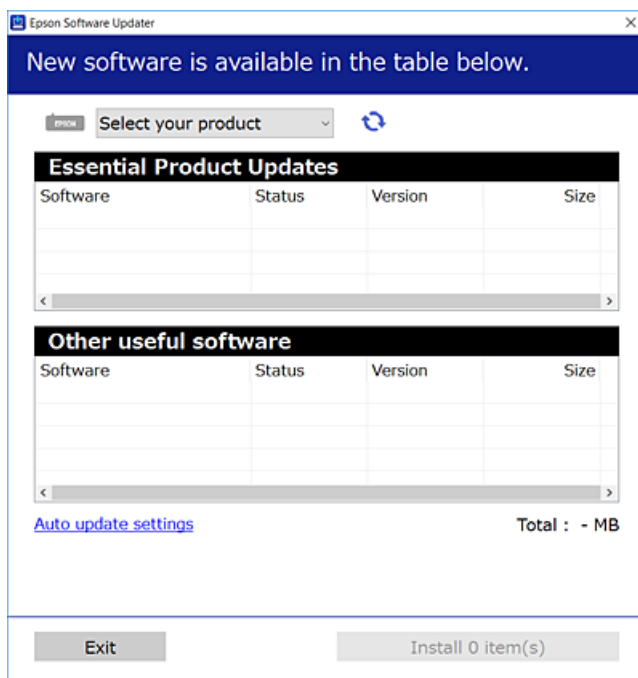 Epson Software Updater
New software is available in the table below.
EPSON Select your product
Essential Product Updates
Software Status Version Size
Other useful software
Software Status Version Size
Auto update settings Total : - MB
Exit Install 0 item(s)